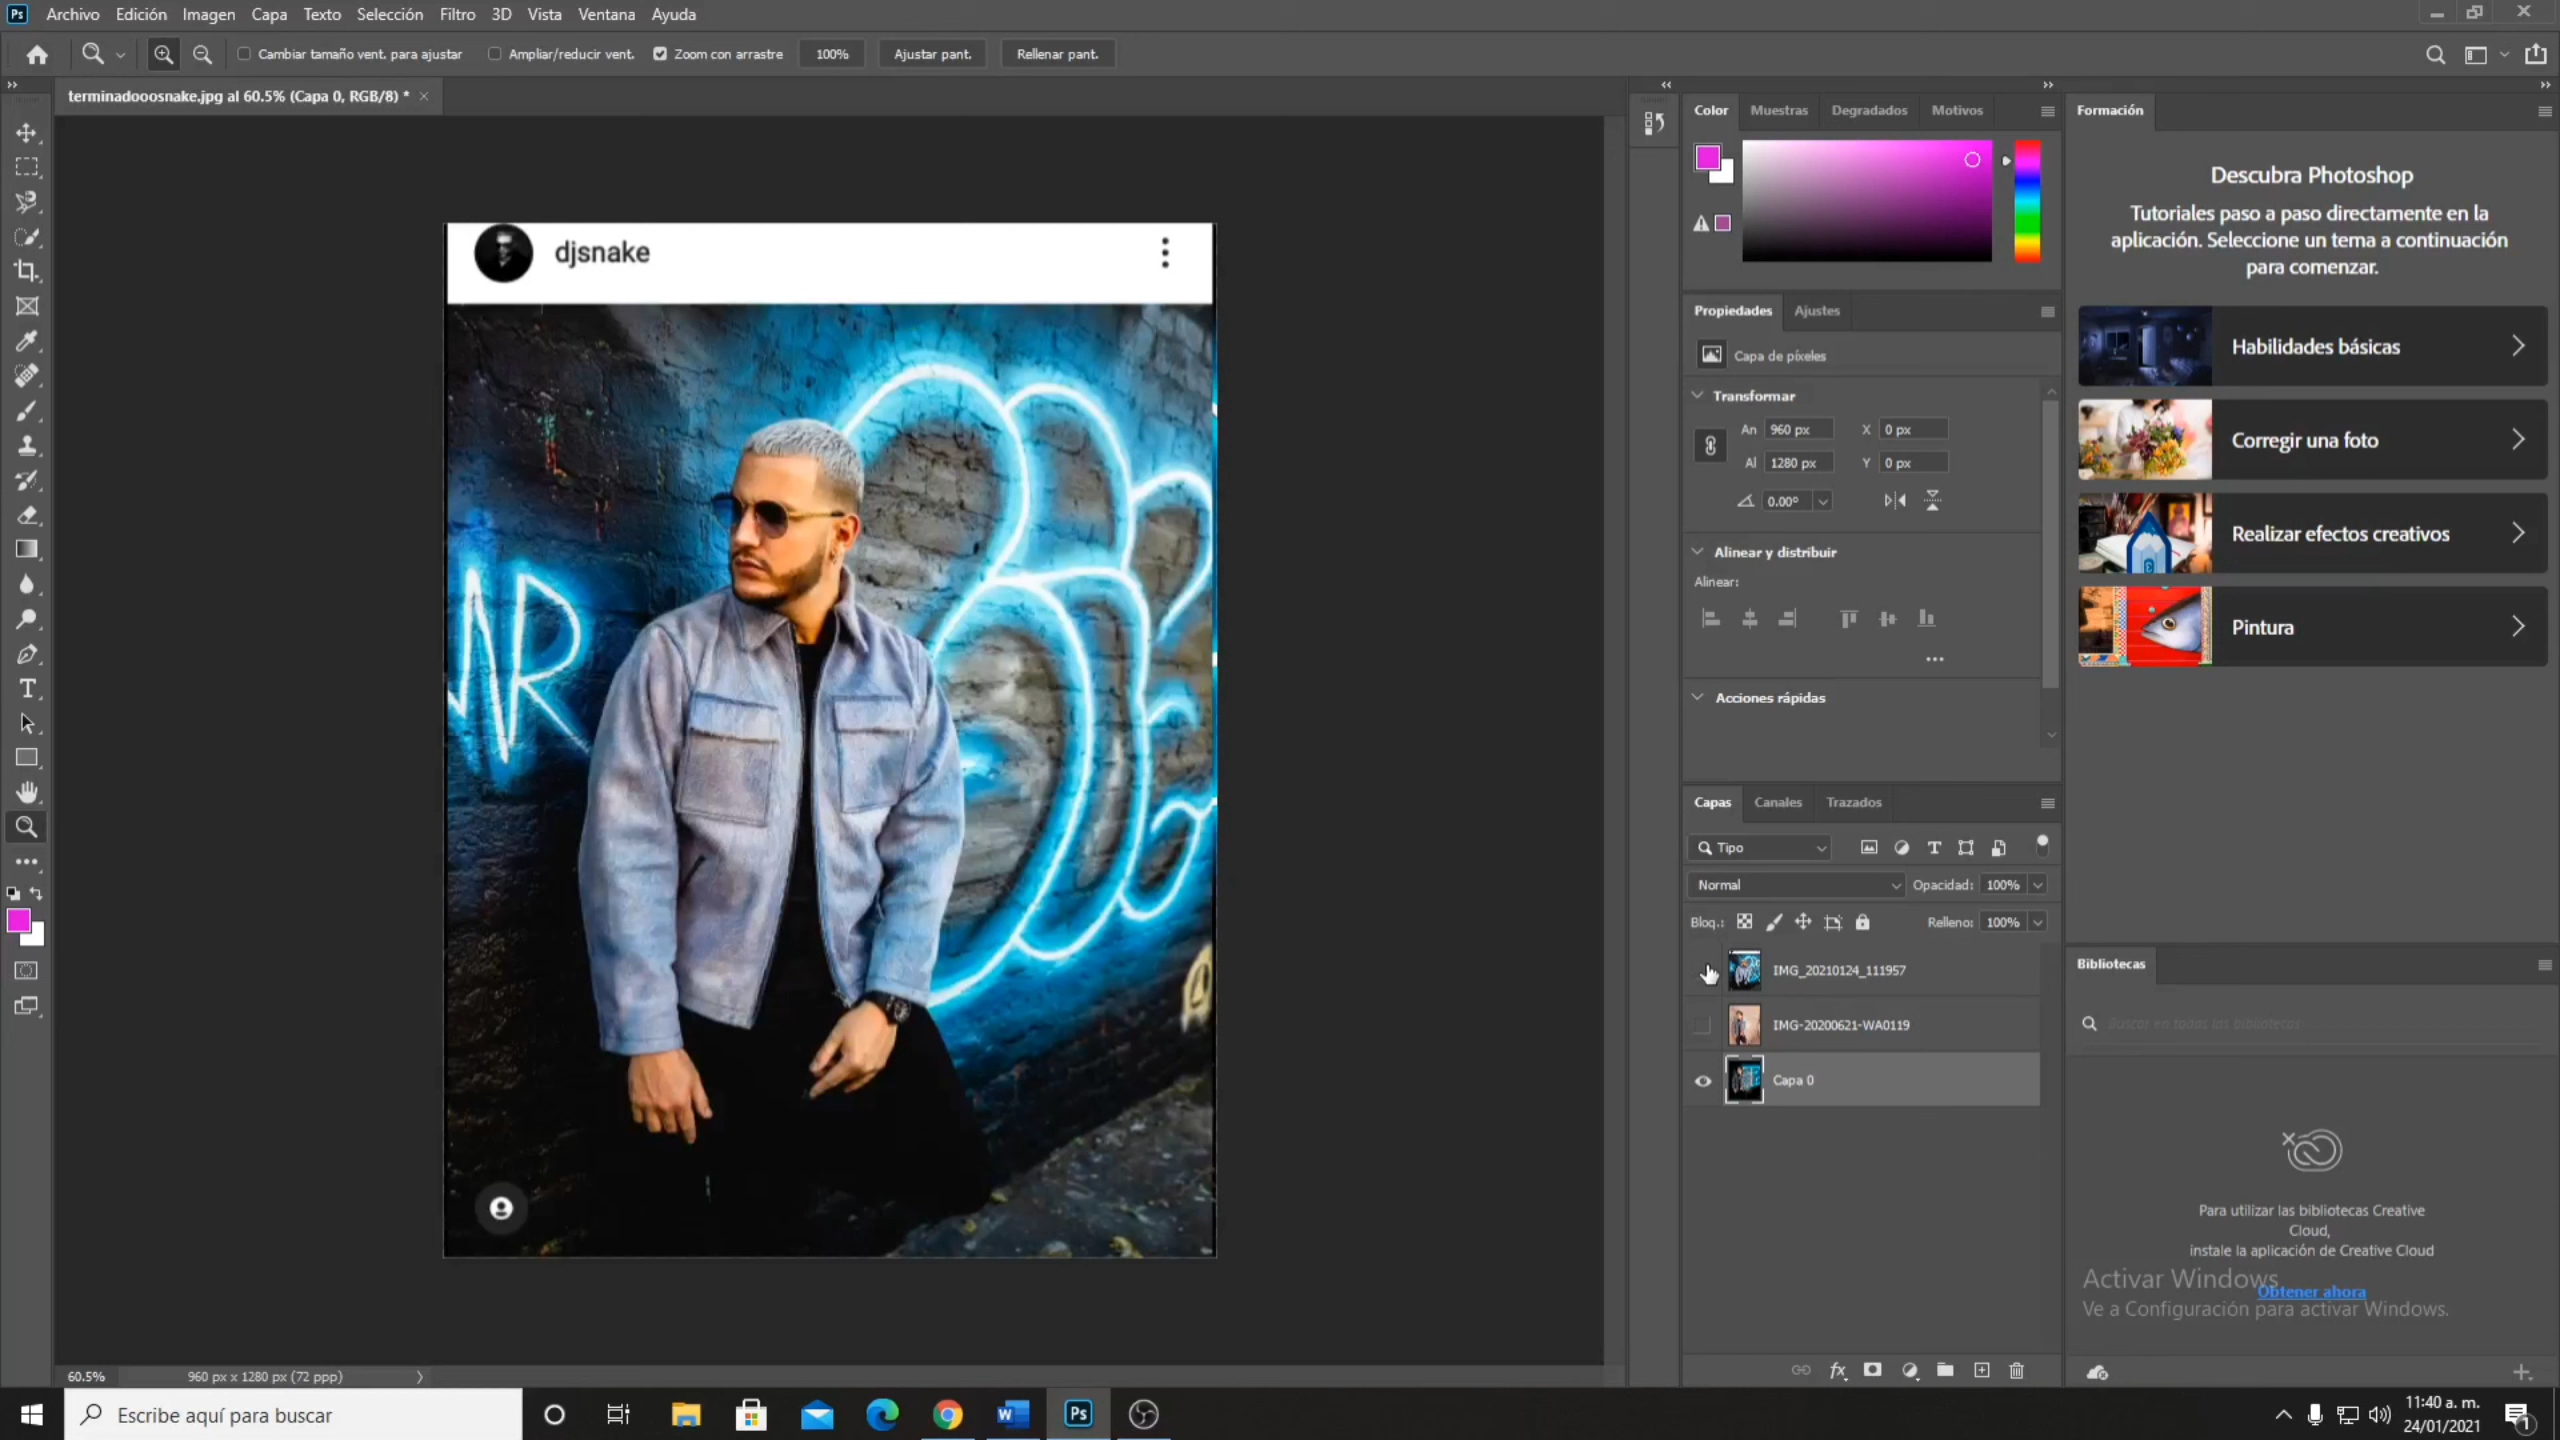 Ps Archivo Edición Imagen Capa Texto Selección Filtro 3D Vista Ventana Ayuda
Cambiar tamaño vent. para ajustar Ampliar/reducir vent. Zoom con arrastre 100% Ajustar pant. Rellenar pant.
terminadooosnake.jpg al 60.5% (Capa 0, RGB/8) *
djsnake
MR
Color Muestras Degradados Motivos
Propiedades Ajustes
Capa de píxeles
Transformar
An 960 px X 0 px
Al 1280 px Y 0 px
0.00°
Alinear y distribuir
Alinear:
Acciones rápidas
Capas Canales Trazados
Tipo
Normal Opacidad: 100%
Bloq.: Relleno: 100%
IMG_20210124_111957
IMG-20200621-WA0119
Capa 0
Formación
Descubra Photoshop
Tutoriales paso a paso directamente en la
aplicación. Seleccione un tema a continuación
para comenzar.
Habilidades básicas
Corregir una foto
Realizar efectos creativos
Pintura
Bibliotecas
Buscar en todas las bibliotecas
Para utilizar las bibliotecas Creative
Cloud,
instale la aplicación de Creative Cloud
Obtener ahora
Activar Windows
Ve a Configuración para activar Windows.
60.5% 960 px x 1280 px (72 ppp)
Escribe aquí para buscar
W
Ps
11:40 a. m.
24/01/2021
1